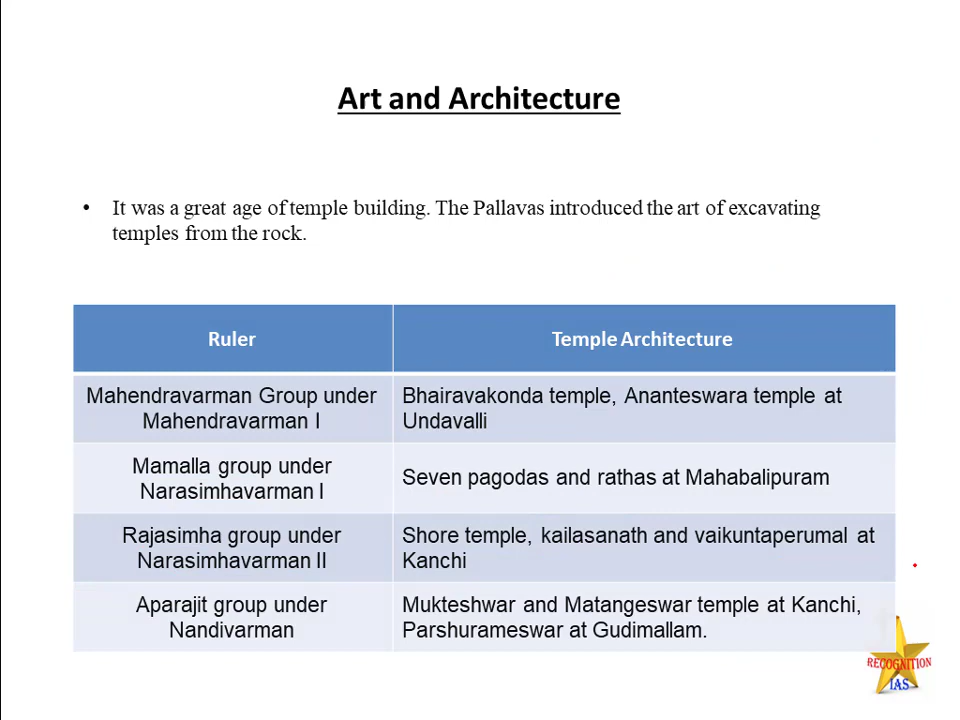 Art and Architecture
• It was a great age of temple building. The Pallavas introduced the art of excavating
temples from the rock.
Ruler
Temple Architecture
Mahendravarman Group under
Mahendravarman I
Bhairavakonda temple, Ananteswara temple at
Undavalli
Mamalla group under
Narasimhavarman I
Seven pagodas and rathas at Mahabalipuram
Rajasimha group under
Narasimhavarman II
Shore temple, kailasanath and vaikuntaperumal at
Kanchi
Aparajit group under
Nandivarman
Mukteshwar and Matangeswar temple at Kanchi,
Parshurameswar at Gudimallam.
RECOGNITION
IAS